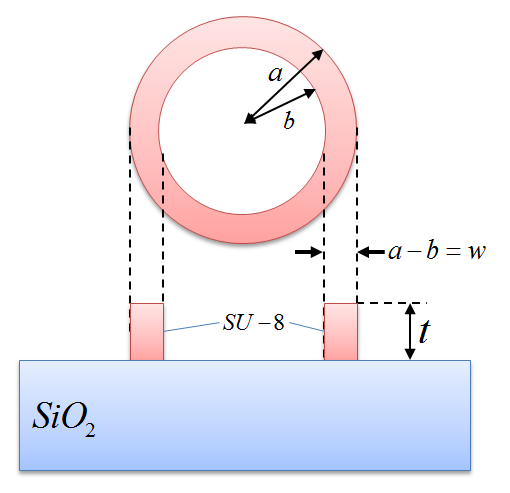 a
b
a − b = w
SU − 8
t
SiO₂